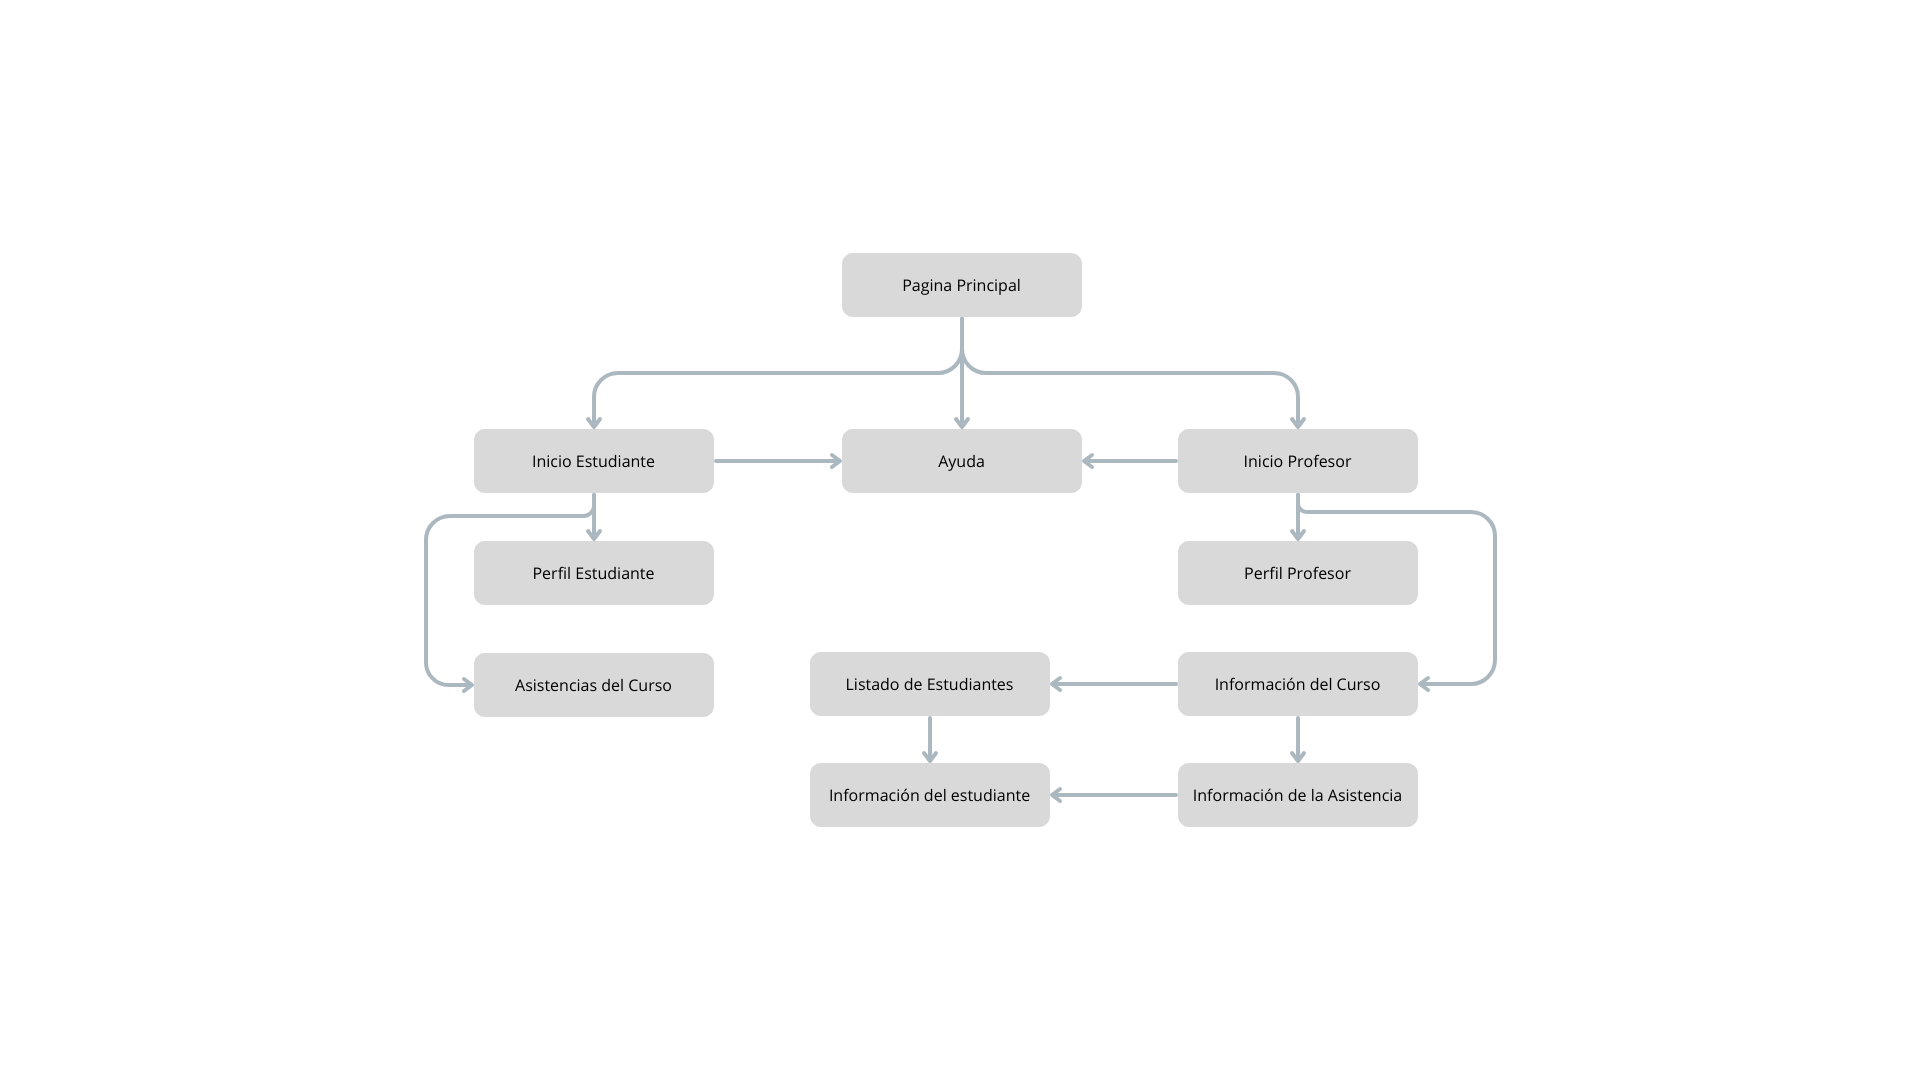 Pagina Principal
Inicio Estudiante
Ayuda
Inicio Profesor
Perfil Estudiante
Perfil Profesor
Asistencias del Curso
Listado de Estudiantes
Información del Curso
Información del estudiante
Información de la Asistencia